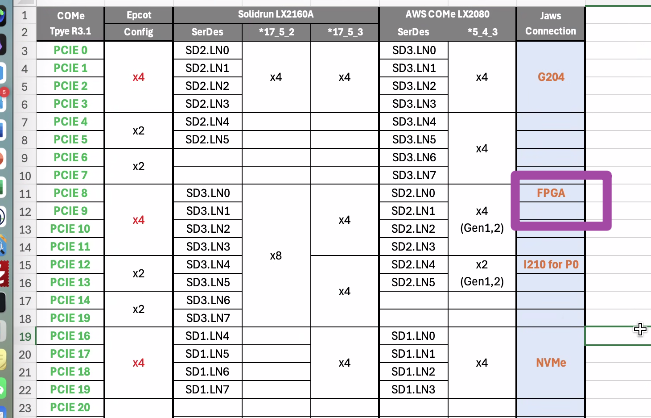 1 COMe Epcot Solidrun LX2160A AWS COMe LX2080 Jaws
2 Tpye R3.1 Config SerDes *17_5_2 *17_5_3 SerDes *5_4_3 Connection
3 PCIE 0 SD2.LN0 SD3.LN0
4 PCIE 1 x4 SD2.LN1 x4 x4 SD3.LN1 x4 G204
5 PCIE 2 SD2.LN2 SD3.LN2
6 PCIE 3 SD2.LN3 SD3.LN3
7 PCIE 4 x2 SD2.LN4 SD3.LN4
8 PCIE 5 SD2.LN5 SD3.LN5 x4
9 PCIE 6 x2 SD3.LN6
10 PCIE 7 SD3.LN7
11 PCIE 8 SD3.LN0 SD2.LN0 FPGA
12 PCIE 9 x4 SD3.LN1 x4 SD2.LN1 x4
13 PCIE 10 SD3.LN2 SD2.LN2 (Gen1,2)
14 PCIE 11 SD3.LN3 x8 SD2.LN3
15 PCIE 12 x2 SD3.LN4 SD2.LN4 x2 I210 for P0
16 PCIE 13 SD3.LN5 x4 SD2.LN5 (Gen1,2)
17 PCIE 14 x2 SD3.LN6
18 PCIE 19 SD3.LN7
19 PCIE 16 SD1.LN4 SD1.LN0
20 PCIE 17 x4 SD1.LN5 x4 SD1.LN1 x4 NVMe
21 PCIE 18 SD1.LN6 SD1.LN2
22 PCIE 19 SD1.LN7 SD1.LN3
23 PCIE 20